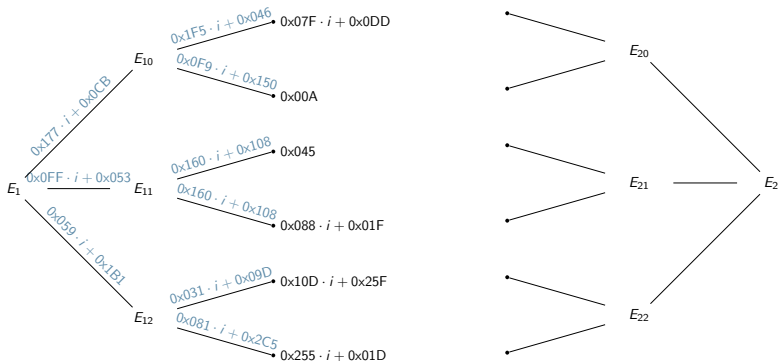 0x1F5 · i + 0x046
0x07F · i + 0x0DD
E₁₀
E₂₀
0x0F9 · i + 0x150
0x177 · i + 0x0CB
0x00A
0x160 · i + 0x108
0x045
E₁
0x0FF · i + 0x053
E₁₁
E₂₁
E₂
0x160 · i + 0x108
0x088 · i + 0x01F
0x059 · i + 0x1B1
0x031 · i + 0x09D
0x10D · i + 0x25F
E₁₂
E₂₂
0x081 · i + 0x2C5
0x255 · i + 0x01D